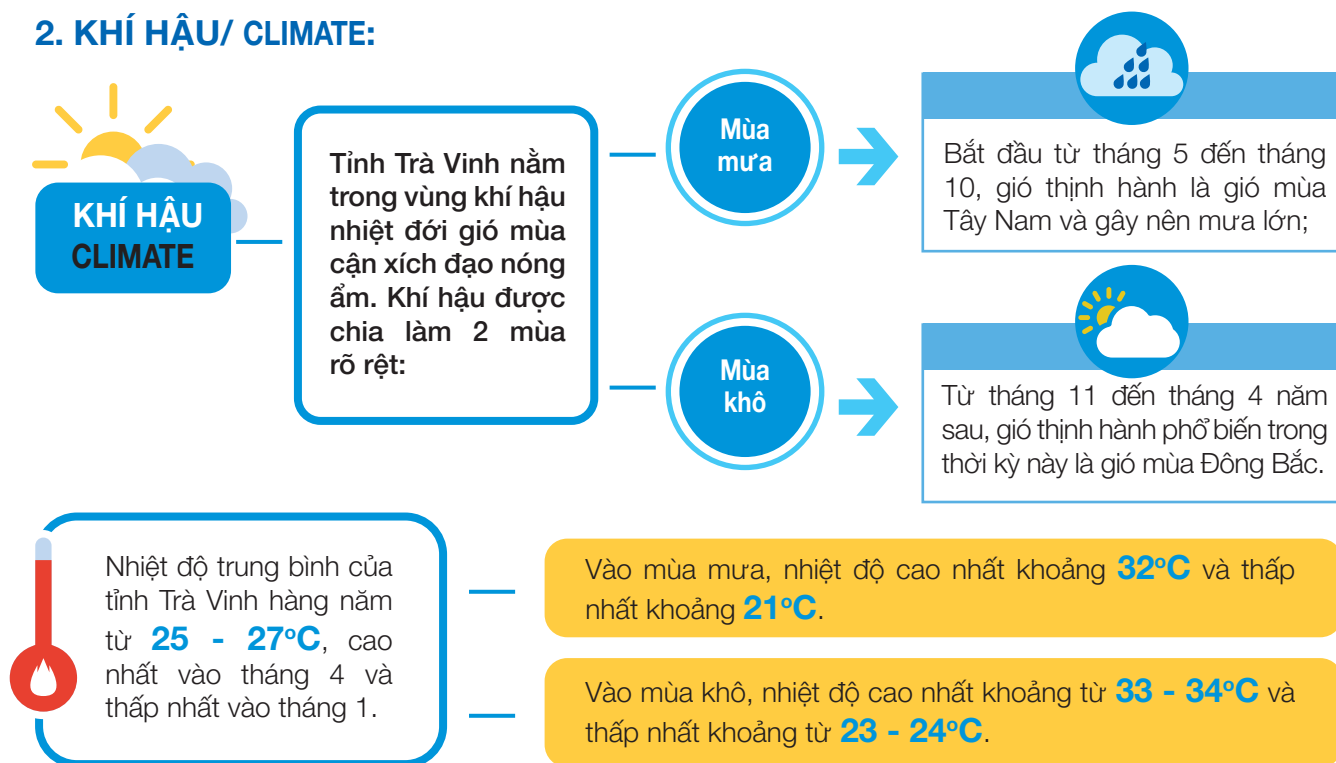 2. KHÍ HẬU/ CLIMATE:
KHÍ HẬU
CLIMATE
Tỉnh Trà Vinh nằm
trong vùng khí hậu
nhiệt đới gió mùa
cận xích đạo nóng
ẩm. Khí hậu được
chia làm 2 mùa
rõ rệt:
Mùa
mưa
Bắt đầu từ tháng 5 đến tháng
10, gió thịnh hành là gió mùa
Tây Nam và gây nên mưa lớn;
Mùa
khô
Từ tháng 11 đến tháng 4 năm
sau, gió thịnh hành phổ biến trong
thời kỳ này là gió mùa Đông Bắc.
Nhiệt độ trung bình của
tỉnh Trà Vinh hàng năm
từ 25 - 27ºC, cao
nhất vào tháng 4 và
thấp nhất vào tháng 1.
Vào mùa mưa, nhiệt độ cao nhất khoảng 32ºC và thấp
nhất khoảng 21ºC.
Vào mùa khô, nhiệt độ cao nhất khoảng từ 33 - 34ºC và
thấp nhất khoảng từ 23 - 24ºC.